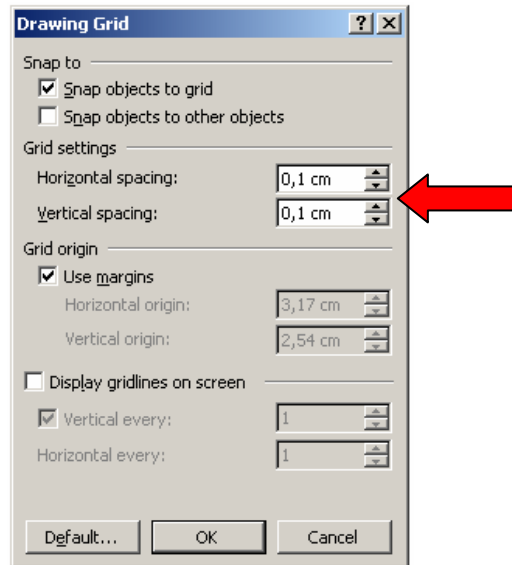 Drawing Grid
Snap to
Snap objects to grid
Snap objects to other objects
Grid settings
Horizontal spacing: 0,1 cm
Vertical spacing: 0,1 cm
Grid origin
Use margins
Horizontal origin: 3,17 cm
Vertical origin: 2,54 cm
Display gridlines on screen
Vertical every: 1
Horizontal every: 1
Default... OK Cancel